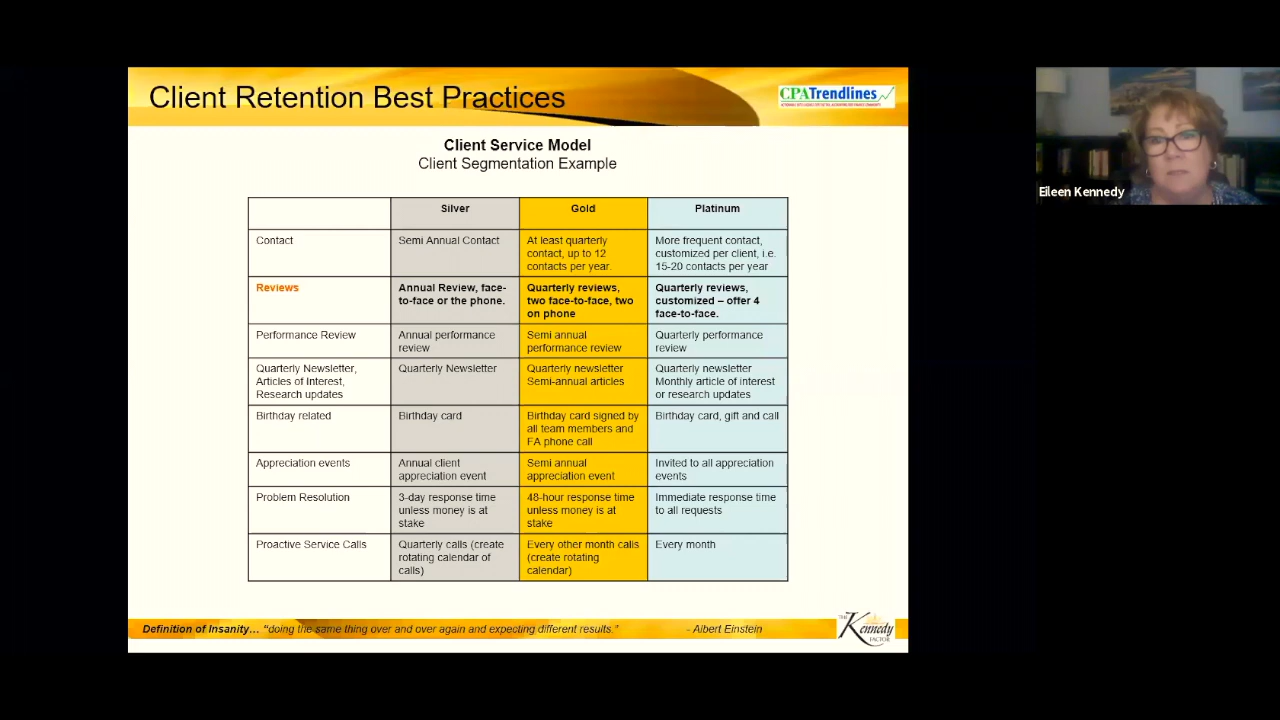 Client Retention Best Practices
CPATrendlines
Client Service Model
Client Segmentation Example
Silver
Gold
Platinum
Contact
Semi Annual Contact
At least quarterly
contact, up to 12
contacts per year.
More frequent contact,
customized per client, i.e.
15-20 contacts per year
Reviews
Annual Review, face-
to-face or the phone.
Quarterly reviews,
two face-to-face, two
on phone
Quarterly reviews,
customized – offer 4
face-to-face.
Performance Review
Annual performance
review
Semi annual
performance review
Quarterly performance
review
Quarterly Newsletter,
Articles of Interest,
Research updates
Quarterly Newsletter
Quarterly newsletter
Semi-annual articles
Quarterly newsletter
Monthly article of interest
or research updates
Birthday related
Birthday card
Birthday card signed by
all team members and
FA phone call
Birthday card, gift and call
Appreciation events
Annual client
appreciation event
Semi annual
appreciation event
Invited to all appreciation
events
Problem Resolution
3-day response time
unless money is at
stake
48-hour response time
unless money is at
stake
Immediate response time
to all requests
Proactive Service Calls
Quarterly calls (create
rotating calendar of
calls)
Every other month calls
(create rotating
calendar)
Every month
Definition of Insanity... “doing the same thing over and over again and expecting different results.” - Albert Einstein
THE
Kennedy
FACTOR
Eileen Kennedy